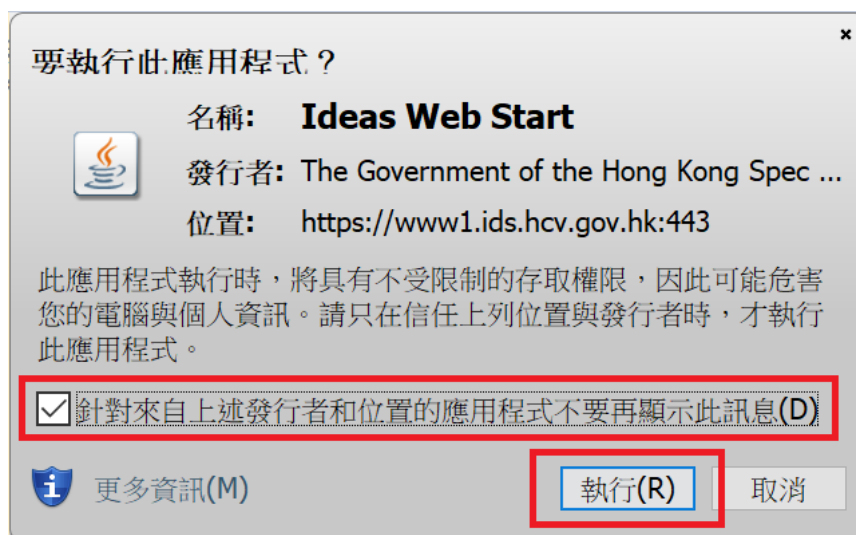 要執行此應用程式？
名稱: Ideas Web Start
發行者: The Government of the Hong Kong Spec ...
位置: https://www1.ids.hcv.gov.hk:443
此應用程式執行時，將具有不受限制的存取權限，因此可能危害
您的電腦與個人資訊。請只在信任上列位置與發行者時，才執行
此應用程式。
針對來自上述發行者和位置的應用程式不要再顯示此訊息(D)
更多資訊(M) 執行(R) 取消